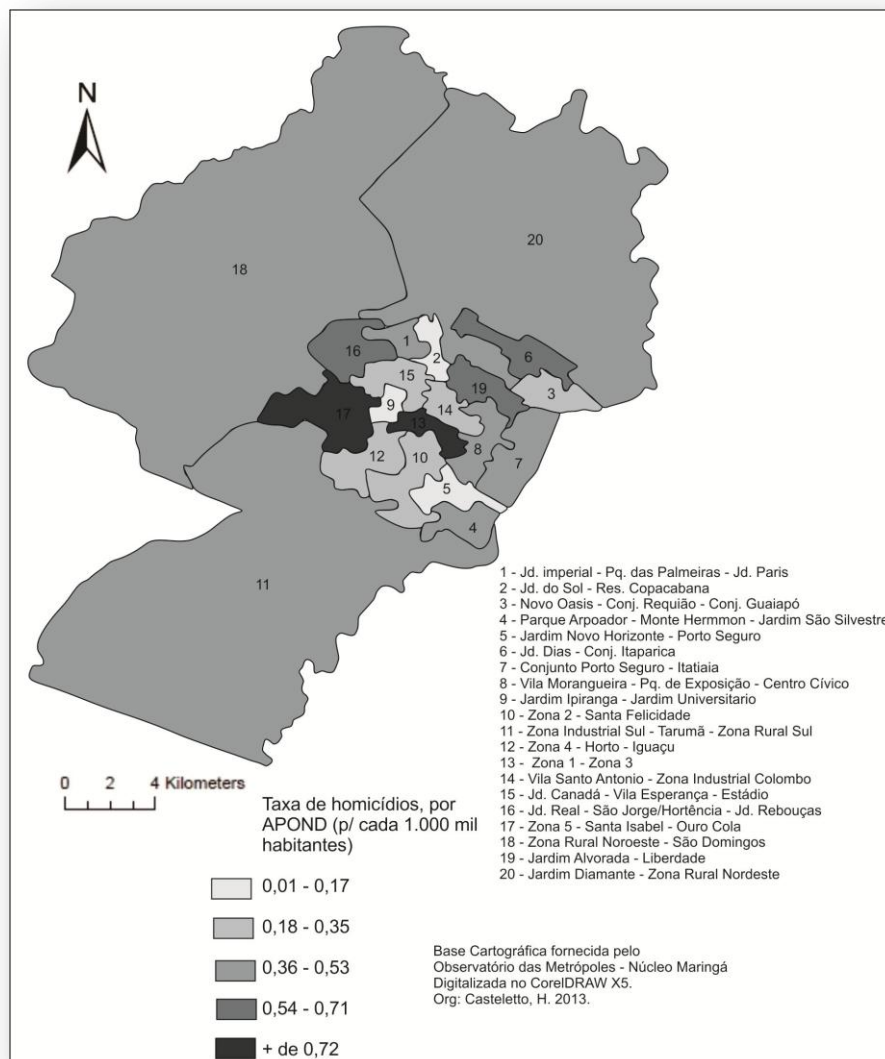 N
20
18
1
2
16
6
15
19
3
9
14
17
13
12
10
8
7
5
4
11
1 - Jd. imperial - Pq. das Palmeiras - Jd. Paris
2 - Jd. do Sol - Res. Copacabana
3 - Novo Oasis - Conj. Requião - Conj. Guaiapó
4 - Parque Arpoador - Monte Hermmon - Jardim São Silvestre
5 - Jardim Novo Horizonte - Porto Seguro
6 - Jd. Dias - Conj. Itaparica
7 - Conjunto Porto Seguro - Itatiaia
8 - Vila Morangueira - Pq. de Exposição - Centro Cívico
9 - Jardim Ipiranga - Jardim Universitario
10 - Zona 2 - Santa Felicidade
11 - Zona Industrial Sul - Tarumã - Zona Rural Sul
12 - Zona 4 - Horto - Iguaçu
13 - Zona 1 - Zona 3
14 - Vila Santo Antonio - Zona Industrial Colombo
15 - Jd. Canadá - Vila Esperança - Estádio
16 - Jd. Real - São Jorge/Hortência - Jd. Rebouças
17 - Zona 5 - Santa Isabel - Ouro Cola
18 - Zona Rural Noroeste - São Domingos
19 - Jardim Alvorada - Liberdade
20 - Jardim Diamante - Zona Rural Nordeste
0 2 4 Kilometers
Taxa de homicídios, por
APOND (p/ cada 1.000 mil
habitantes)
0,01 - 0,17
0,18 - 0,35
0,36 - 0,53
0,54 - 0,71
+ de 0,72
Base Cartográfica fornecida pelo
Observatório das Metrópoles - Núcleo Maringá
Digitalizada no CorelDRAW X5.
Org: Casteletto, H. 2013.